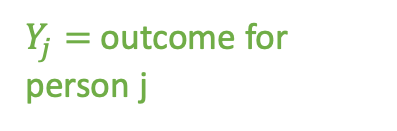 Yⱼ = outcome for
person j